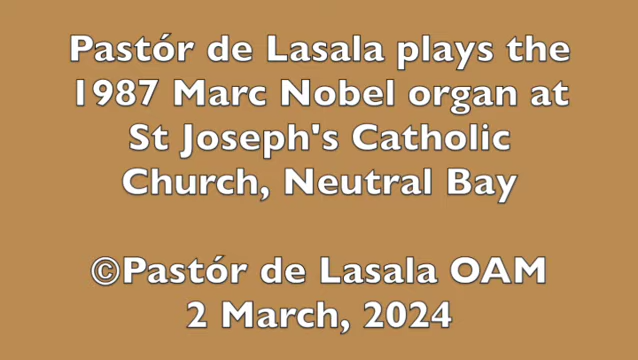 Pastór de Lasala plays the
1987 Marc Nobel organ at
St Joseph's Catholic
Church, Neutral Bay
©Pastór de Lasala OAM
2 March, 2024